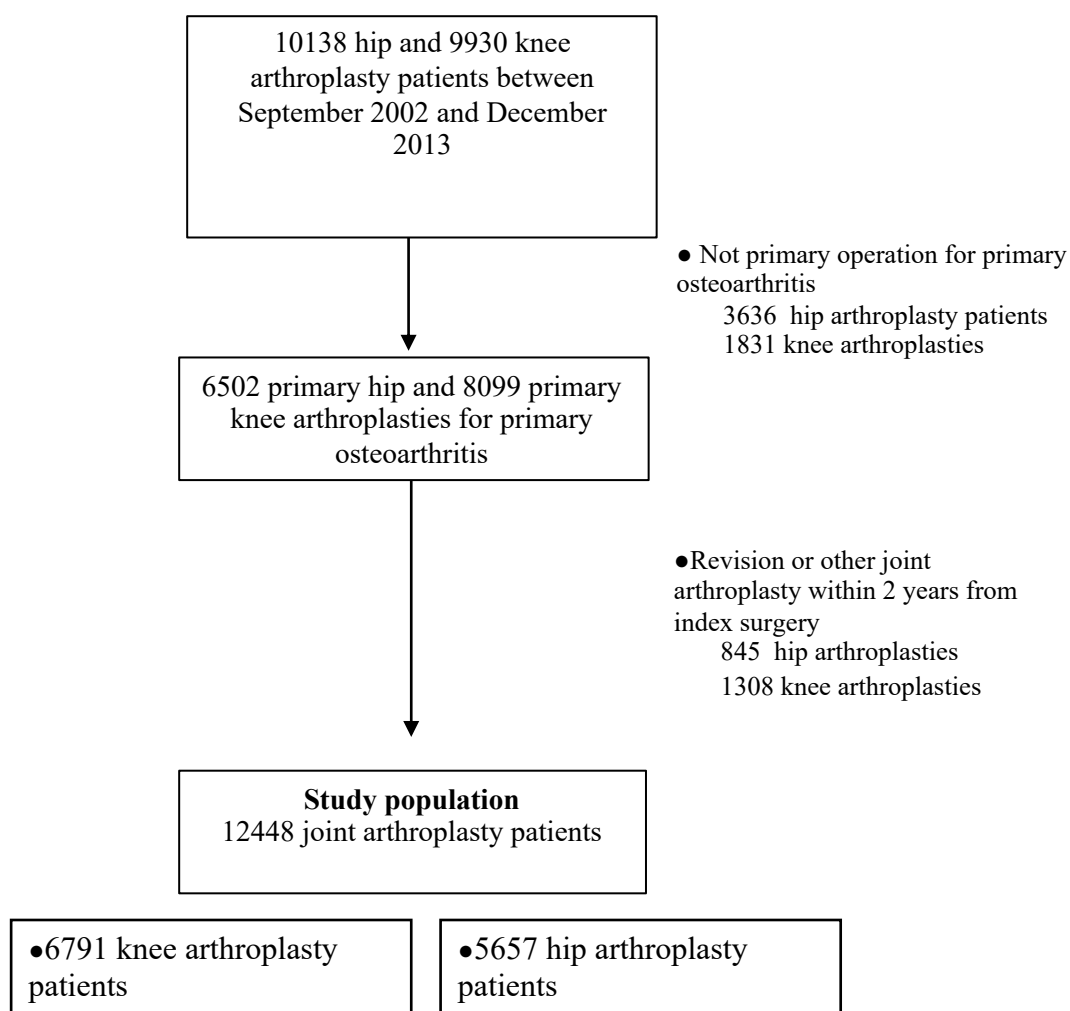 10138 hip and 9930 knee
arthroplasty patients between
September 2002 and December
2013
● Not primary operation for primary
osteoarthritis
3636 hip arthroplasty patients
1831 knee arthroplasties
6502 primary hip and 8099 primary
knee arthroplasties for primary
osteoarthritis
●Revision or other joint
arthroplasty within 2 years from
index surgery
845 hip arthroplasties
1308 knee arthroplasties
Study population
12448 joint arthroplasty patients
●6791 knee arthroplasty
patients
●5657 hip arthroplasty
patients